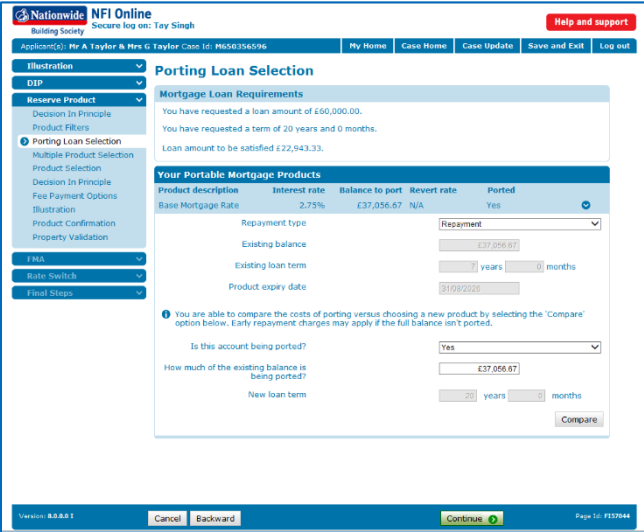 Nationwide
Building Society
NFI Online
Secure log on: Tay Singh
Help and support
Applicant(s): Mr A Taylor & Mrs G Taylor Case Id: M650356596
My Home
Case Home
Case Update
Save and Exit
Log out
Illustration
DIP
Reserve Product
Decision In Principle
Product Filters
Porting Loan Selection
Multiple Product Selection
Product Selection
Decision In Principle
Fee Payment Options
Illustration
Product Confirmation
Property Validation
FMA
Rate Switch
Final Steps
Porting Loan Selection
Mortgage Loan Requirements
You have requested a loan amount of £60,000.00.
You have requested a term of 20 years and 0 months.
Loan amount to be satisfied £22,943.33.
Your Portable Mortgage Products
Product description Interest rate Balance to port Revert rate Ported
Base Mortgage Rate 2.75% £37,056.67 N/A Yes
Repayment type Repayment
Existing balance £37,056.67
Existing loan term 7 years 0 months
Product expiry date
You are able to compare the costs of porting versus choosing a new product by selecting the 'Compare'
option below. Early repayment charges may apply if the full balance isn't ported.
Is this account being ported? Yes
How much of the existing balance is
being ported? £37,056.67
New loan term 20 years 0 months
Compare
Version: 8.0.0.0 I
Cancel
Backward
Continue
Page Id: FI37044